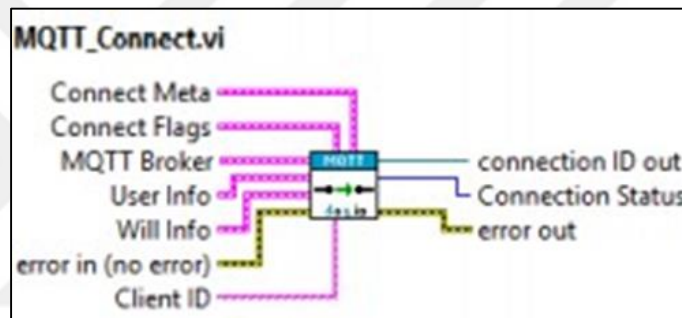 MQTT_Connect.vi
Connect Meta
Connect Flags
MQTT Broker
User Info
Will Info
error in (no error)
Client ID
MQTT
connection ID out
Connection Status
error out